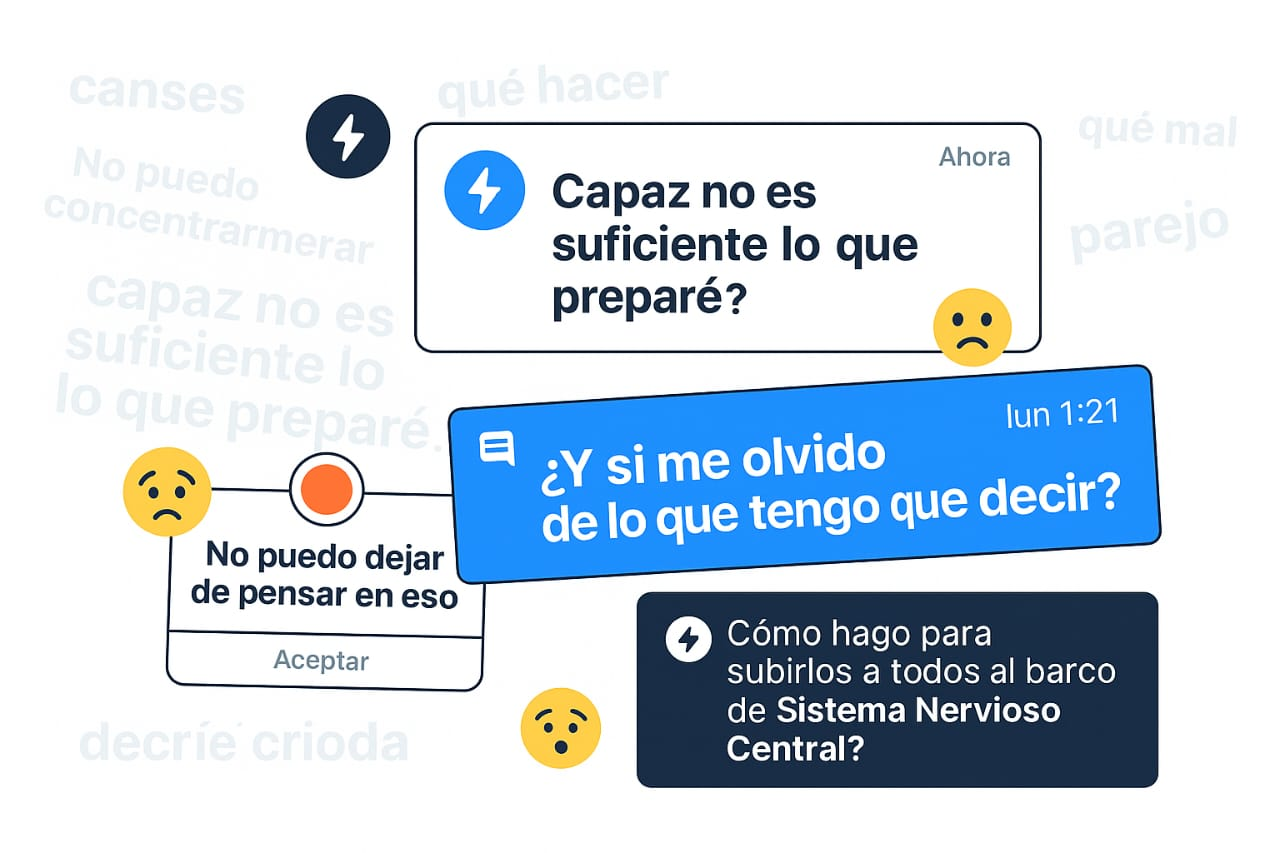 canses
qué hacer
qué mal
No puedo
concentrarmerar
parejo
capaz no es
suficiente lo
lo que preparé.
Ahora
Capaz no es
suficiente lo que
preparé?
lun 1:21
¿Y si me olvido
de lo que tengo que decir?
No puedo dejar
de pensar en eso
Aceptar
Cómo hago para
subirlos a todos al barco
de Sistema Nervioso
Central?
decríe crioda